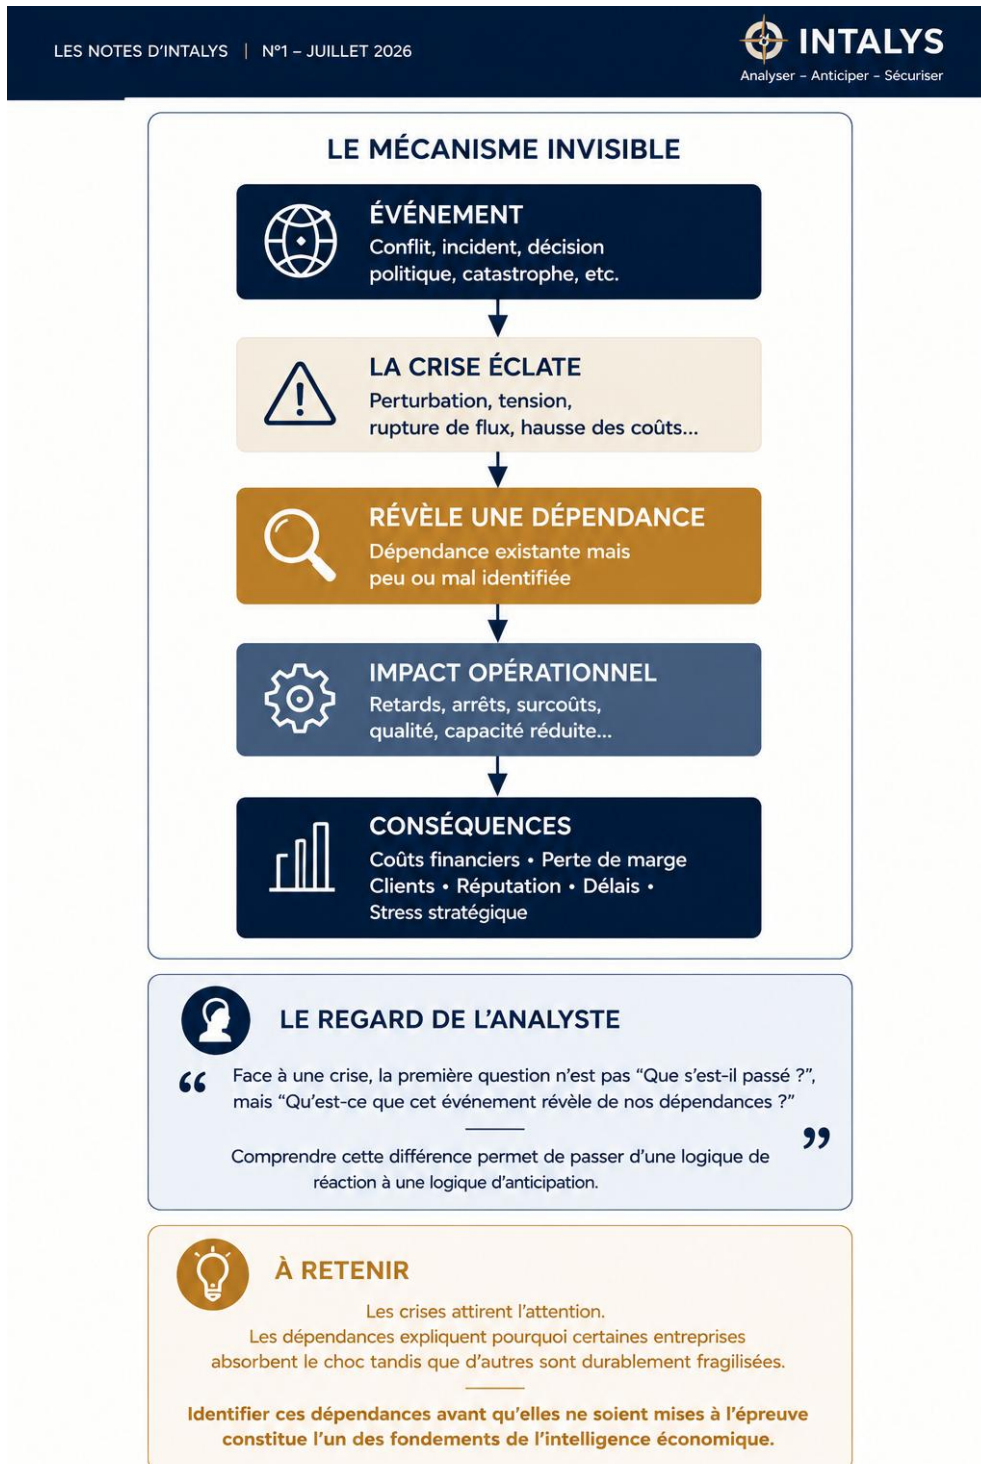 LES NOTES D'INTALYS | N°1 – JUILLET 2026
INTALYS
Analyser – Anticiper – Sécuriser
LE MÉCANISME INVISIBLE
ÉVÉNEMENT
Conflit, incident, décision
politique, catastrophe, etc.
LA CRISE ÉCLATE
Perturbation, tension,
rupture de flux, hausse des coûts...
RÉVÈLE UNE DÉPENDANCE
Dépendance existante mais
peu ou mal identifiée
IMPACT OPÉRATIONNEL
Retards, arrêts, surcoûts,
qualité, capacité réduite...
CONSÉQUENCES
Coûts financiers • Perte de marge
Clients • Réputation • Délais •
Stress stratégique
LE REGARD DE L'ANALYSTE
“ Face à une crise, la première question n'est pas “Que s'est-il passé ?”,
mais “Qu'est-ce que cet événement révèle de nos dépendances ?” ”
Comprendre cette différence permet de passer d'une logique de
réaction à une logique d'anticipation.
À RETENIR
Les crises attirent l'attention.
Les dépendances expliquent pourquoi certaines entreprises
absorbent le choc tandis que d'autres sont durablement fragilisées.
Identifier ces dépendances avant qu'elles ne soient mises à l'épreuve
constitue l'un des fondements de l'intelligence économique.